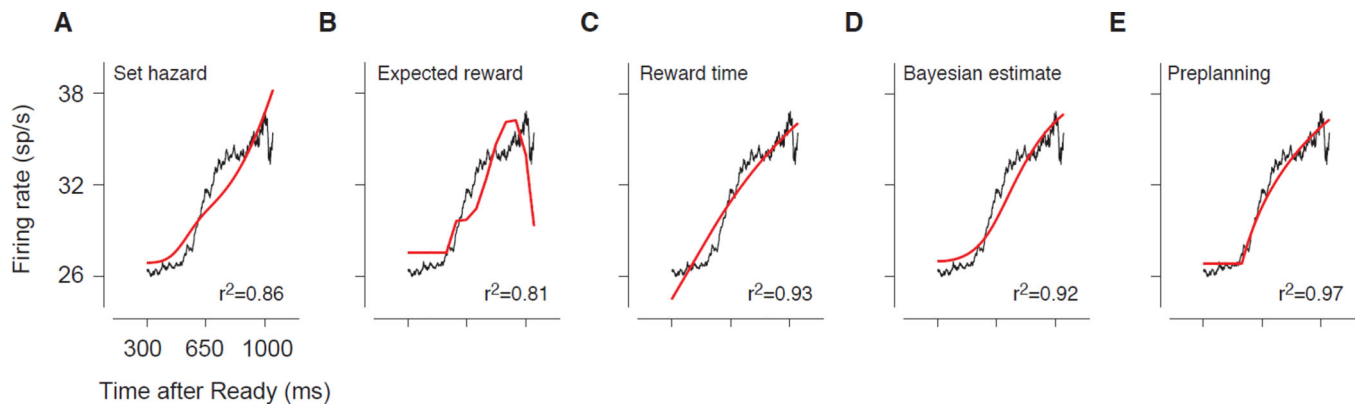 A B C D E
Set hazard Expected reward Reward time Bayesian estimate Preplanning
38
32
26
Firing rate (sp/s)
r²=0.86 r²=0.81 r²=0.93 r²=0.92 r²=0.97
300 650 1000
Time after Ready (ms)